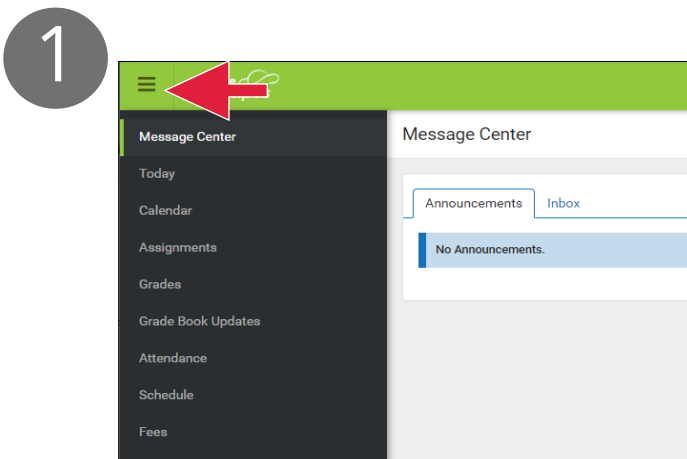 1
Message Center
Message Center
Today
Calendar
Assignments
Grades
Grade Book Updates
Attendance
Schedule
Fees
Announcements
Inbox
No Announcements.